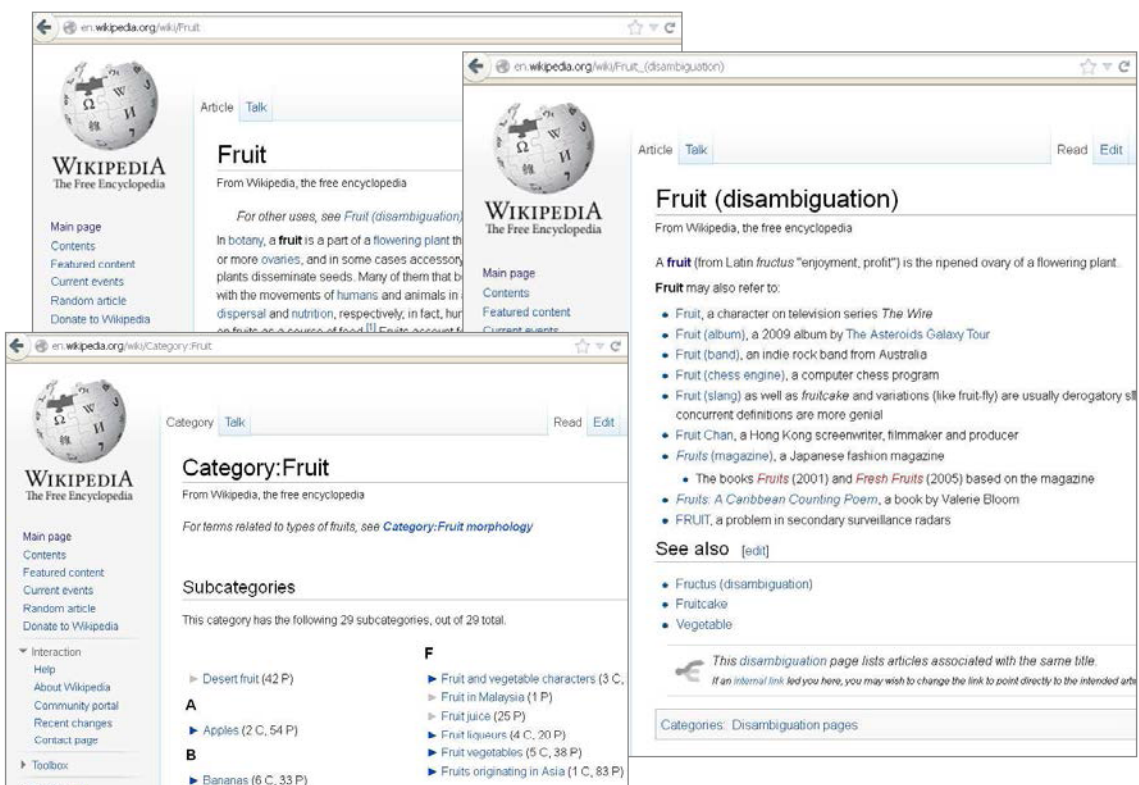 en.wikipedia.org/wiki/Fruit
WIKIPEDIA
The Free Encyclopedia
Main page
Contents
Featured content
Current events
Random article
Donate to Wikipedia
Article Talk
Fruit
From Wikipedia, the free encyclopedia
For other uses, see Fruit (disambiguation)
In botany, a fruit is a part of a flowering plant th
or more ovaries, and in some cases accessory
plants disseminate seeds. Many of them that b
with the movements of humans and animals in
dispersal and nutrition, respectively; in fact, hum
on fruits as a source of food.[1] Fruits account f
en.wikipedia.org/wiki/Fruit_(disambiguation)
WIKIPEDIA
The Free Encyclopedia
Main page
Contents
Featured content
Current events
Article Talk
Read Edit
Fruit (disambiguation)
From Wikipedia, the free encyclopedia
A fruit (from Latin fructus "enjoyment, profit") is the ripened ovary of a flowering plant.
Fruit may also refer to:
Fruit, a character on television series The Wire
Fruit (album), a 2009 album by The Asteroids Galaxy Tour
Fruit (band), an indie rock band from Australia
Fruit (chess engine), a computer chess program
Fruit (slang) as well as fruitcake and variations (like fruit-fly) are usually derogatory sl
concurrent definitions are more genial
Fruit Chan, a Hong Kong screenwriter, filmmaker and producer
Fruits (magazine), a Japanese fashion magazine
The books Fruits (2001) and Fresh Fruits (2005) based on the magazine
Fruits: A Caribbean Counting Poem, a book by Valerie Bloom
FRUIT, a problem in secondary surveillance radars
See also [edit]
Fructus (disambiguation)
Fruitcake
Vegetable
This disambiguation page lists articles associated with the same title.
If an internal link led you here, you may wish to change the link to point directly to the intended arti
Categories: Disambiguation pages
en.wikipedia.org/wiki/Category:Fruit
WIKIPEDIA
The Free Encyclopedia
Main page
Contents
Featured content
Current events
Random article
Donate to Wikipedia
Interaction
Help
About Wikipedia
Community portal
Recent changes
Contact page
Toolbox
Category Talk
Read Edit
Category:Fruit
From Wikipedia, the free encyclopedia
For terms related to types of fruits, see Category:Fruit morphology
Subcategories
This category has the following 29 subcategories, out of 29 total.
Desert fruit (42 P)
A
Apples (2 C, 54 P)
B
Bananas (6 C, 33 P)
F
Fruit and vegetable characters (3 C,
Fruit in Malaysia (1 P)
Fruit juice (25 P)
Fruit liqueurs (4 C, 20 P)
Fruit vegetables (5 C, 38 P)
Fruits originating in Asia (1 C, 83 P)